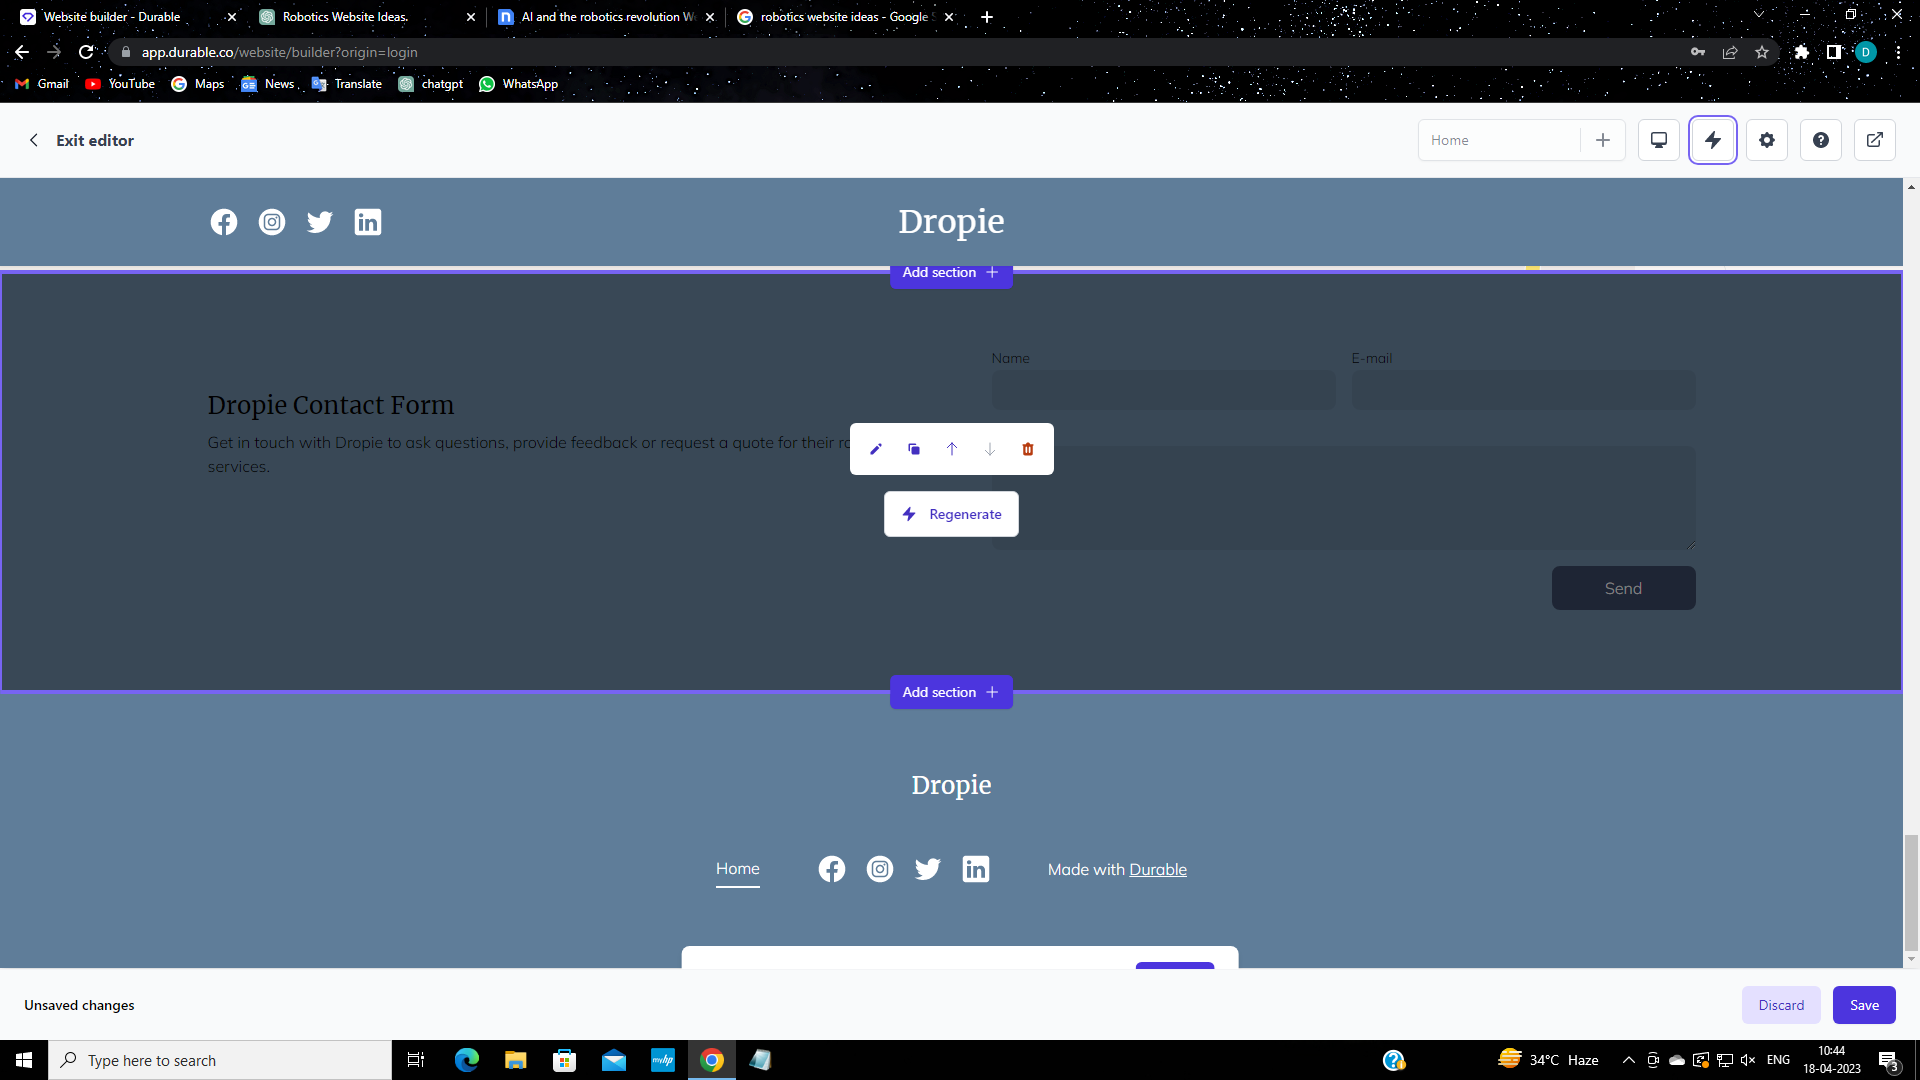 Website builder - Durable
Robotics Website Ideas.
AI and the robotics revolution W
robotics website ideas - Google S
app.durable.co/website/builder?origin=login
D
Gmail
YouTube
Maps
News
Translate
chatgpt
WhatsApp
Exit editor
Home
Dropie
Add section
Name
E-mail
Dropie Contact Form
Get in touch with Dropie to ask questions, provide feedback or request a quote for their
services.
Regenerate
Send
Add section
Dropie
Home
Made with Durable
Unsaved changes
Discard
Save
Type here to search
myhp
34°C Haze
ENG
10:44
18-04-2023
3